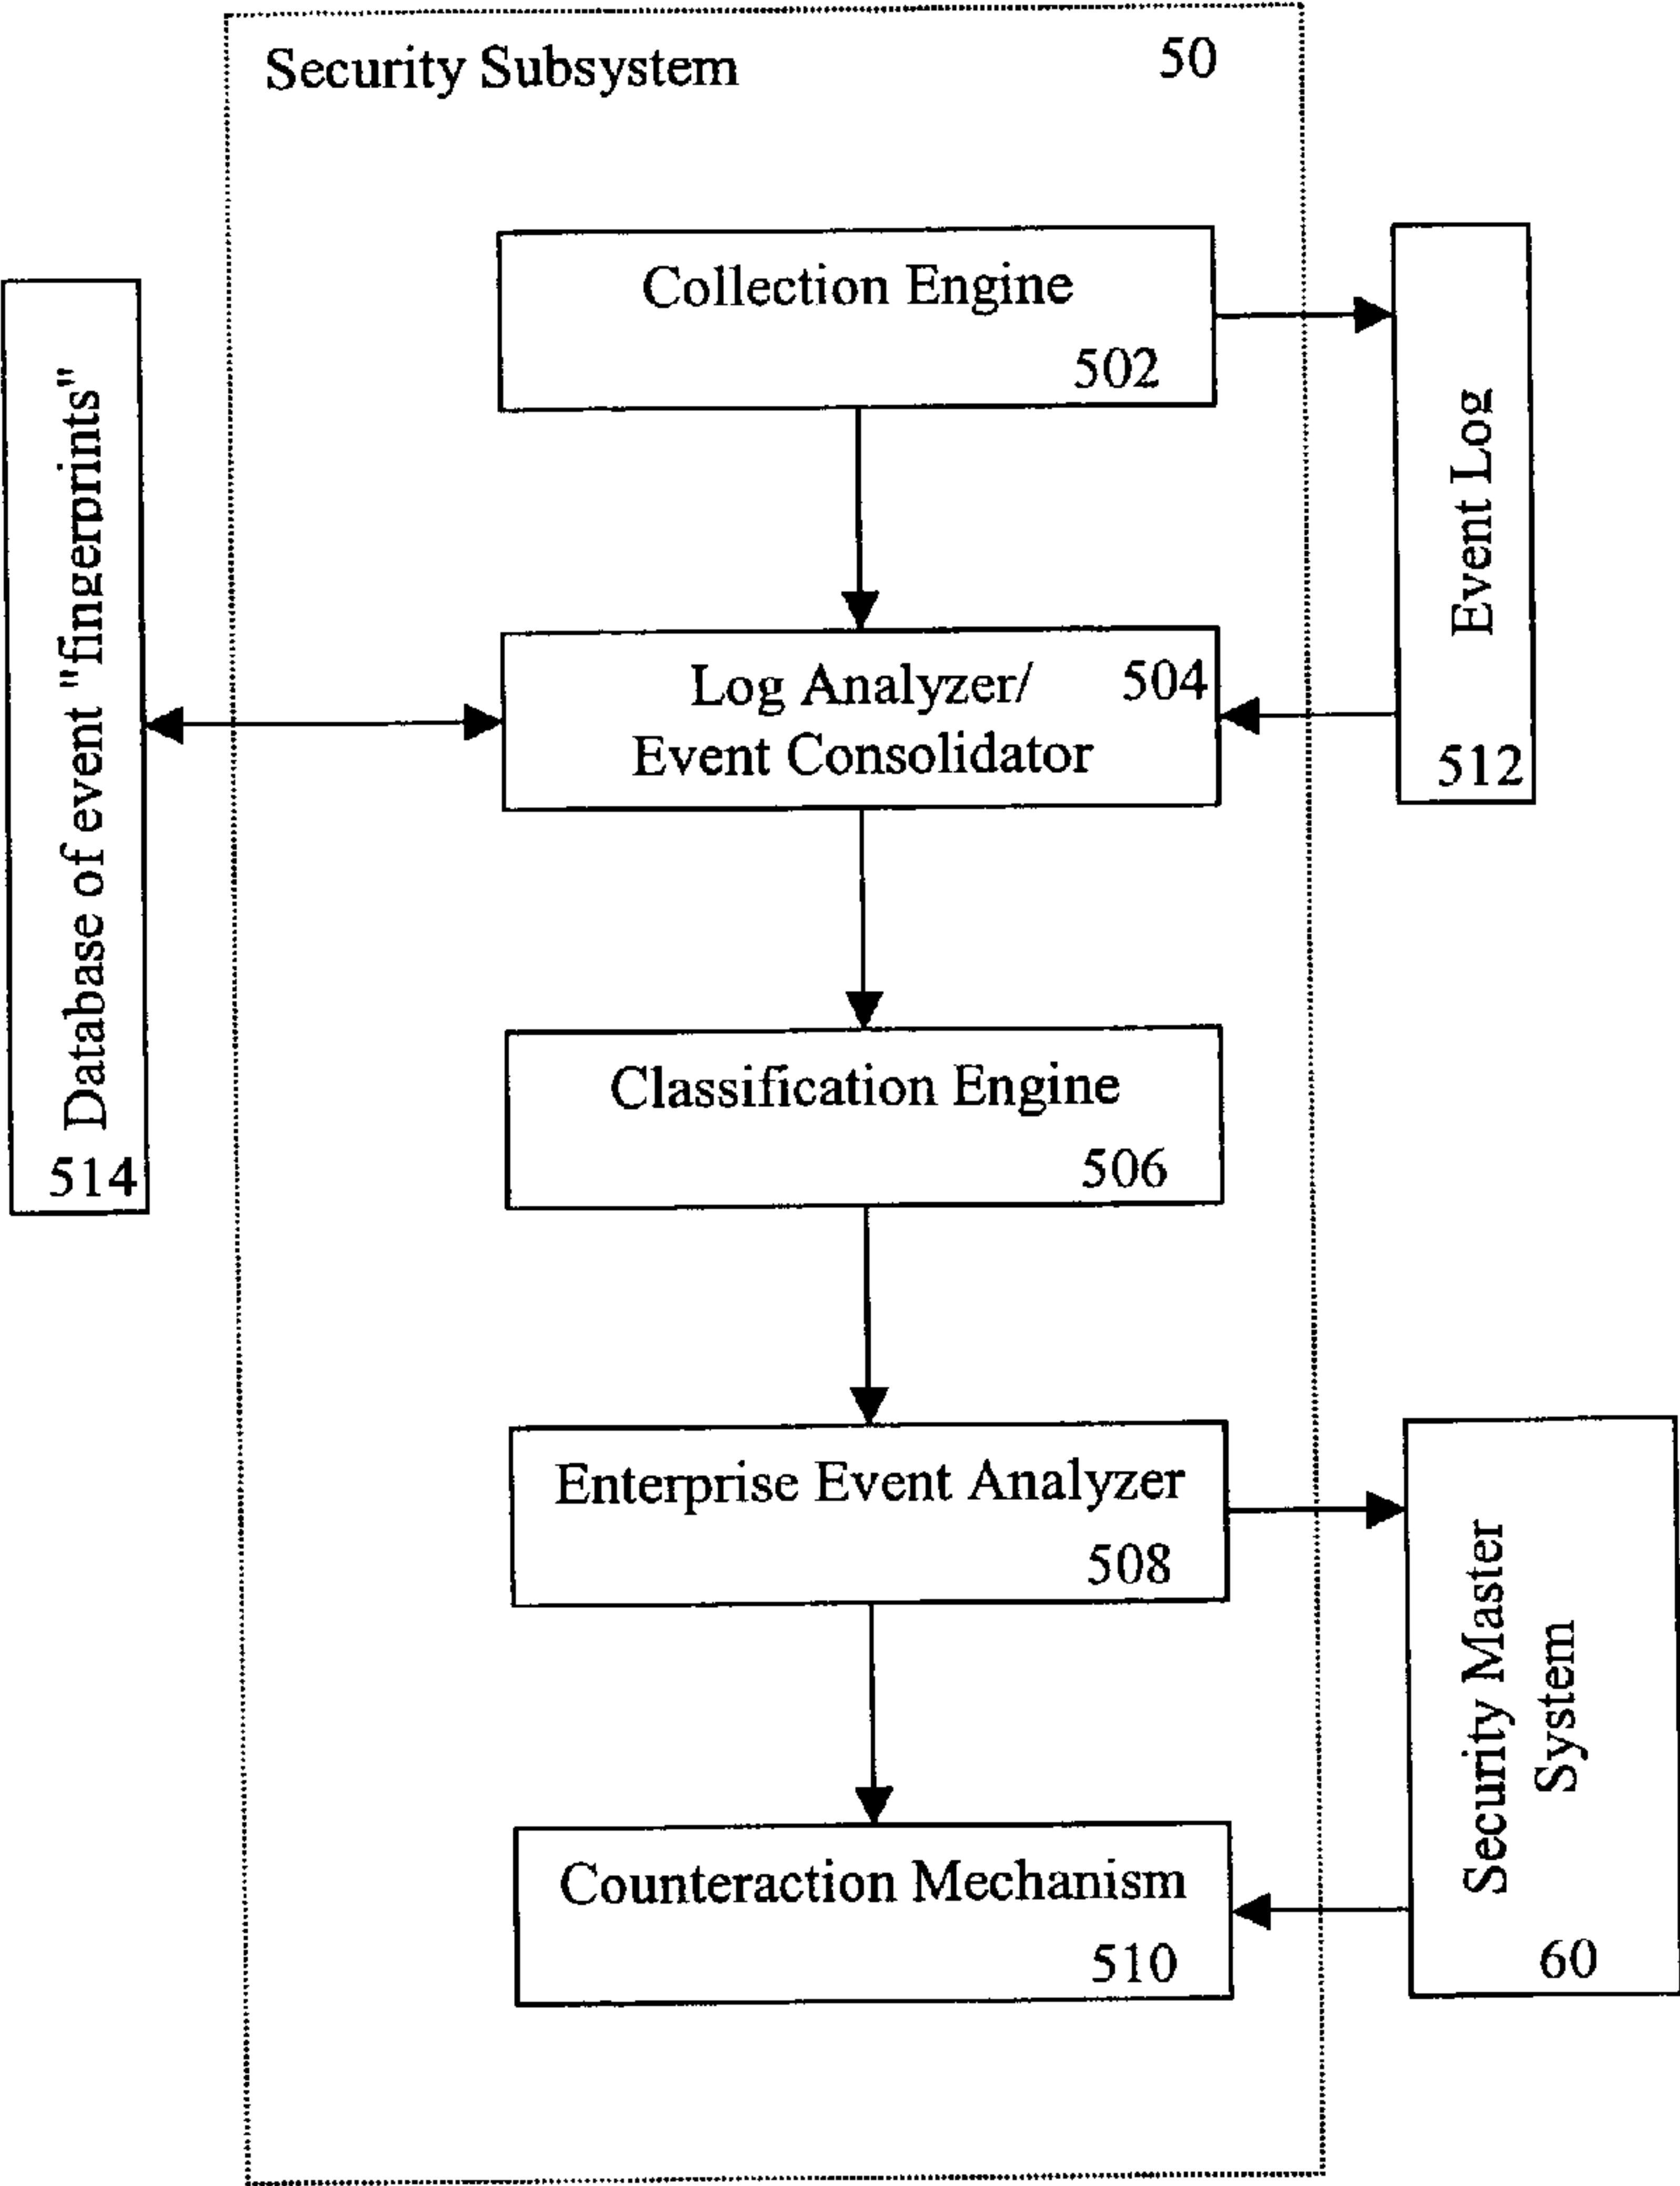 Security Subsystem 50
Collection Engine
502
Event Log
512
Database of event "fingerprints"
514
Log Analyzer/ 504
Event Consolidator
Classification Engine
506
Enterprise Event Analyzer
508
Security Master
System
60
Counteraction Mechanism
510